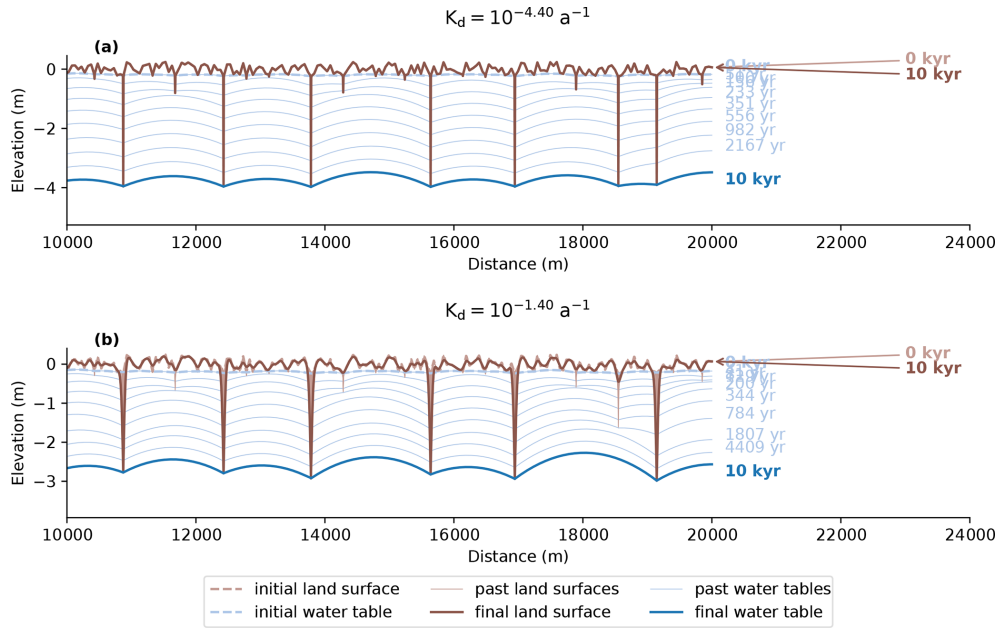 K_d = 10^−4.40 a^−1
(a)
Elevation (m)
0
−2
−4
0 kyr
233 yr
351 yr
556 yr
982 yr
2167 yr
10 kyr
0 kyr
10 kyr
10000 12000 14000 16000 18000 20000 22000 24000
Distance (m)
K_d = 10^−1.40 a^−1
(b)
Elevation (m)
0
−1
−2
−3
0 kyr
200 yr
344 yr
784 yr
1807 yr
4409 yr
10 kyr
0 kyr
10 kyr
10000 12000 14000 16000 18000 20000 22000 24000
Distance (m)
initial land surface past land surfaces past water tables
initial water table final land surface final water table